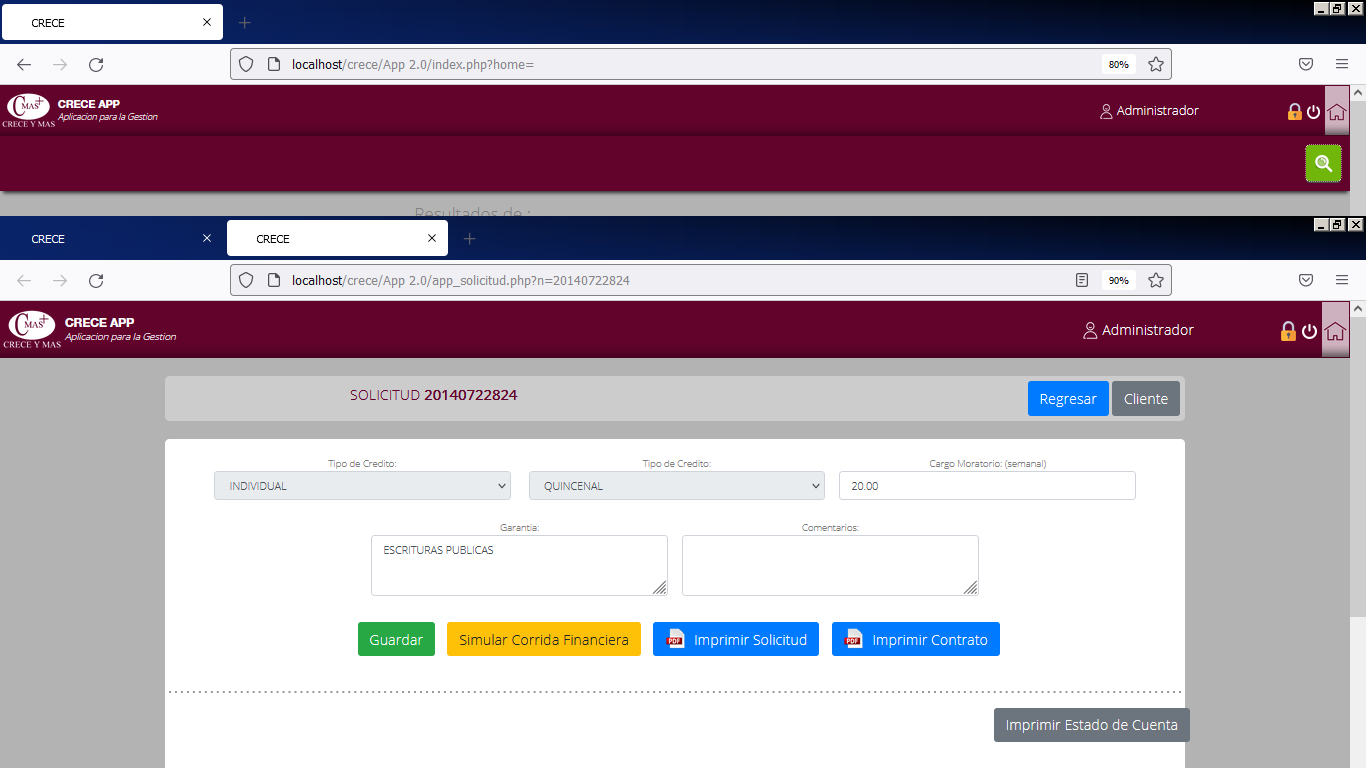 CRECE
localhost/crece/App 2.0/index.php?home=
80%
CMAS+
CRECE Y MAS
CRECE APP
Aplicacion para la Gestion
Administrador
Resultados de :
CRECE
CRECE
localhost/crece/App 2.0/app_solicitud.php?n=20140722824
90%
CMAS+
CRECE Y MAS
CRECE APP
Aplicacion para la Gestion
Administrador
SOLICITUD 20140722824
Regresar
Cliente
Tipo de Credito:
Tipo de Credito:
Cargo Moratorio: (semanal)
INDIVIDUAL
QUINCENAL
20.00
Garantia:
Comentarios:
ESCRITURAS PUBLICAS
Guardar
Simular Corrida Financiera
PDF
Imprimir Solicitud
PDF
Imprimir Contrato
Imprimir Estado de Cuenta